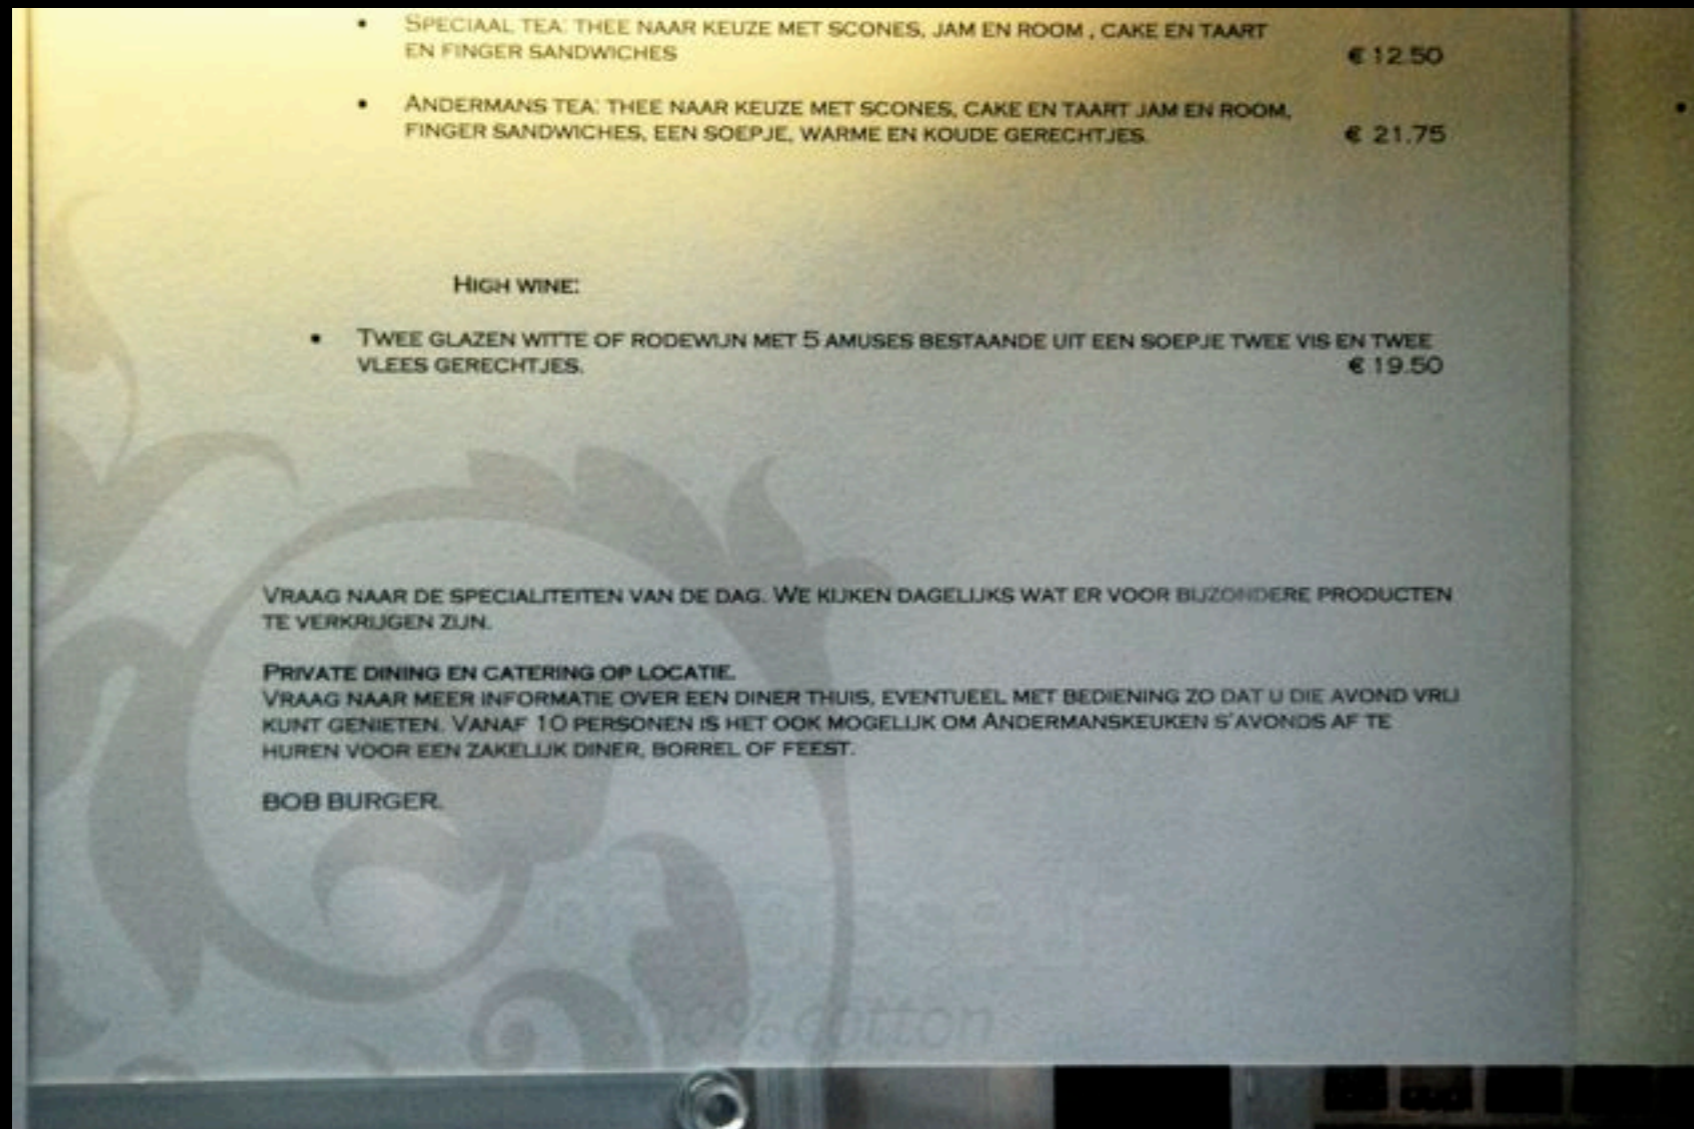 • SPECIAAL TEA: THEE NAAR KEUZE MET SCONES, JAM EN ROOM , CAKE EN TAART
EN FINGER SANDWICHES € 12.50
• ANDERMANS TEA: THEE NAAR KEUZE MET SCONES, CAKE EN TAART JAM EN ROOM,
FINGER SANDWICHES, EEN SOEPJE, WARME EN KOUDE GERECHTJES. € 21.75
HIGH WINE:
• TWEE GLAZEN WITTE OF RODEWIJN MET 5 AMUSES BESTAANDE UIT EEN SOEPJE TWEE VIS EN TWEE
VLEES GERECHTJES. € 19.50
VRAAG NAAR DE SPECIALITEITEN VAN DE DAG. WE KIJKEN DAGELIJKS WAT ER VOOR BIJZONDERE PRODUCTEN
TE VERKRIJGEN ZIJN.
PRIVATE DINING EN CATERING OP LOCATIE.
VRAAG NAAR MEER INFORMATIE OVER EEN DINER THUIS, EVENTUEEL MET BEDIENING ZO DAT U DIE AVOND VRIJ
KUNT GENIETEN. VANAF 10 PERSONEN IS HET OOK MOGELIJK OM ANDERMANSKEUKEN S'AVONDS AF TE
HUREN VOOR EEN ZAKELIJK DINER, BORREL OF FEEST.
BOB BURGER.
100% cotton